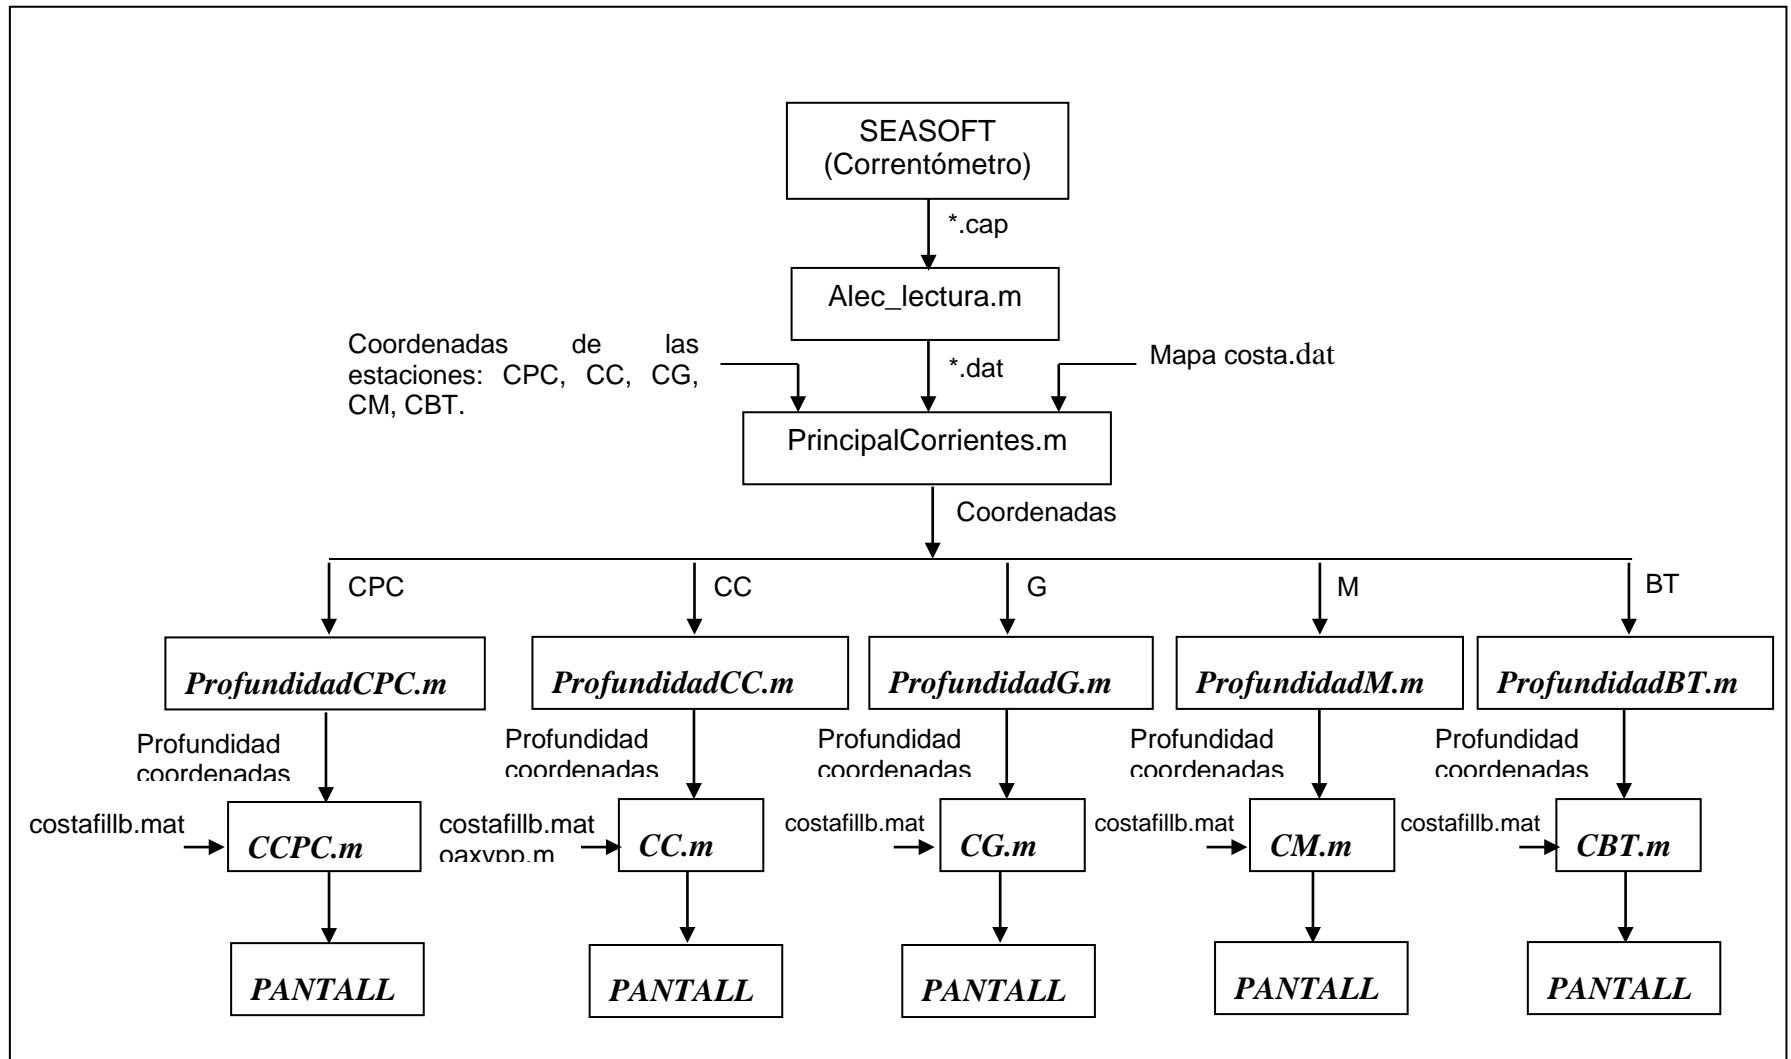 SEASOFT
(Correntómetro)
*.cap
Alec_lectura.m
Coordenadas de las
estaciones: CPC, CC, CG,
CM, CBT.
*.dat
Mapa costa.dat
PrincipalCorrientes.m
Coordenadas
CPC
CC
G
M
BT
ProfundidadCPC.m
ProfundidadCC.m
ProfundidadG.m
ProfundidadM.m
ProfundidadBT.m
Profundidad
coordenadas
Profundidad
coordenadas
Profundidad
coordenadas
Profundidad
coordenadas
Profundidad
coordenadas
costafillb.mat
CCPC.m
costafillb.mat
oaxypp.m
CC.m
costafillb.mat
CG.m
costafillb.mat
CM.m
costafillb.mat
CBT.m
PANTALL
PANTALL
PANTALL
PANTALL
PANTALL